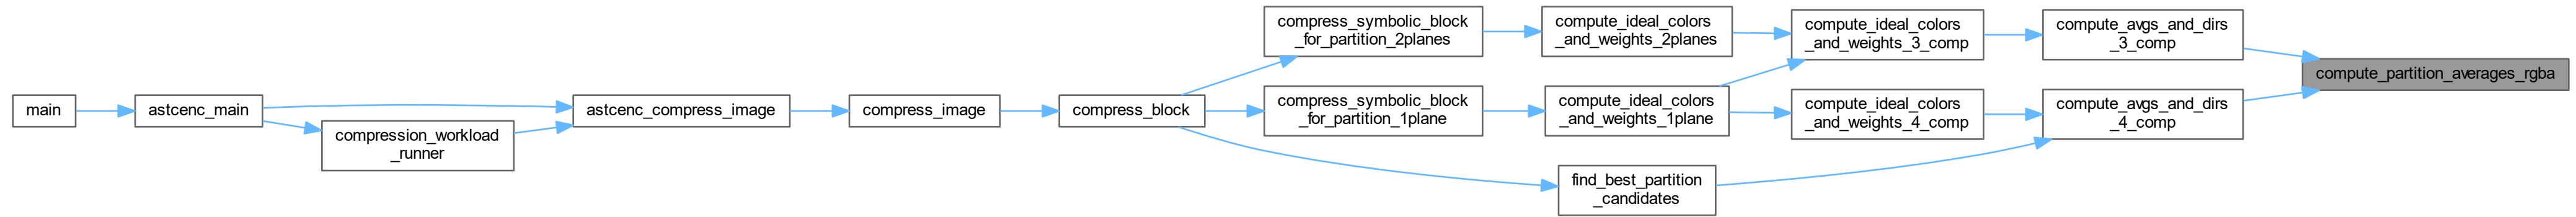 main
astcenc_main
compression_workload
_runner
astcenc_compress_image
compress_image
compress_block
compress_symbolic_block
_for_partition_2planes
compress_symbolic_block
_for_partition_1plane
find_best_partition
_candidates
compute_ideal_colors
_and_weights_2planes
compute_ideal_colors
_and_weights_1plane
compute_ideal_colors
_and_weights_3_comp
compute_ideal_colors
_and_weights_4_comp
compute_avgs_and_dirs
_3_comp
compute_avgs_and_dirs
_4_comp
compute_partition_averages_rgba